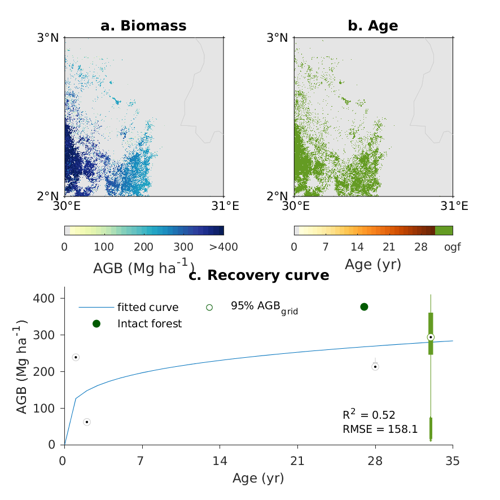 a. Biomass
b. Age
3°N
3°N
2°N
2°N
30°E
31°E
30°E
31°E
0
100
200
300
>400
0
7
14
21
28
ogf
AGB (Mg ha⁻¹)
Age (yr)
c. Recovery curve
400
300
200
100
0
AGB (Mg ha⁻¹)
fitted curve
95% AGB_grid
Intact forest
R² = 0.52
RMSE = 158.1
0
7
14
21
28
35
Age (yr)